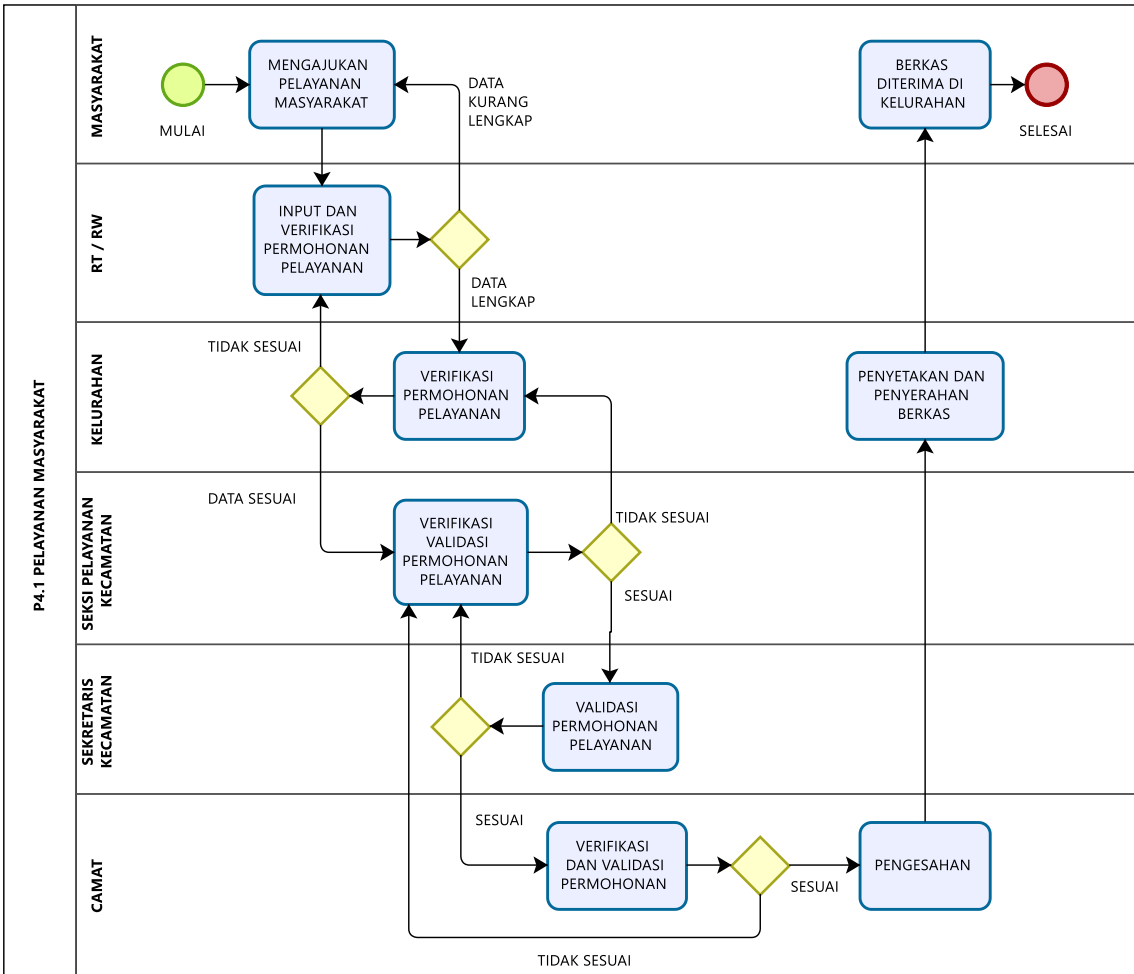 P4.1 PELAYANAN MASYARAKAT
MASYARAKAT
MULAI
MENGAJUKAN
PELAYANAN
MASYARAKAT
DATA
KURANG
LENGKAP
BERKAS
DITERIMA DI
KELURAHAN
SELESAI
RT / RW
INPUT DAN
VERIFIKASI
PERMOHONAN
PELAYANAN
DATA
LENGKAP
KELURAHAN
TIDAK SESUAI
VERIFIKASI
PERMOHONAN
PELAYANAN
PENYETAKAN DAN
PENYERAHAN
BERKAS
SEKSI PELAYANAN
KECAMATAN
DATA SESUAI
VERIFIKASI
VALIDASI
PERMOHONAN
PELAYANAN
TIDAK SESUAI
SESUAI
SEKRETARIS
KECAMATAN
TIDAK SESUAI
VALIDASI
PERMOHONAN
PELAYANAN
CAMAT
SESUAI
VERIFIKASI
DAN VALIDASI
PERMOHONAN
SESUAI
PENGESAHAN
TIDAK SESUAI